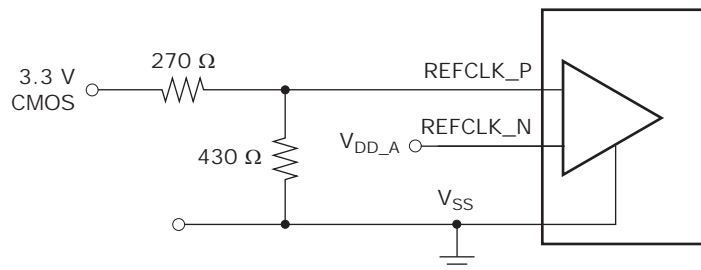 270 Ω
3.3 V
CMOS
REFCLK_P
REFCLK_N
V_DD_A
430 Ω
V_SS